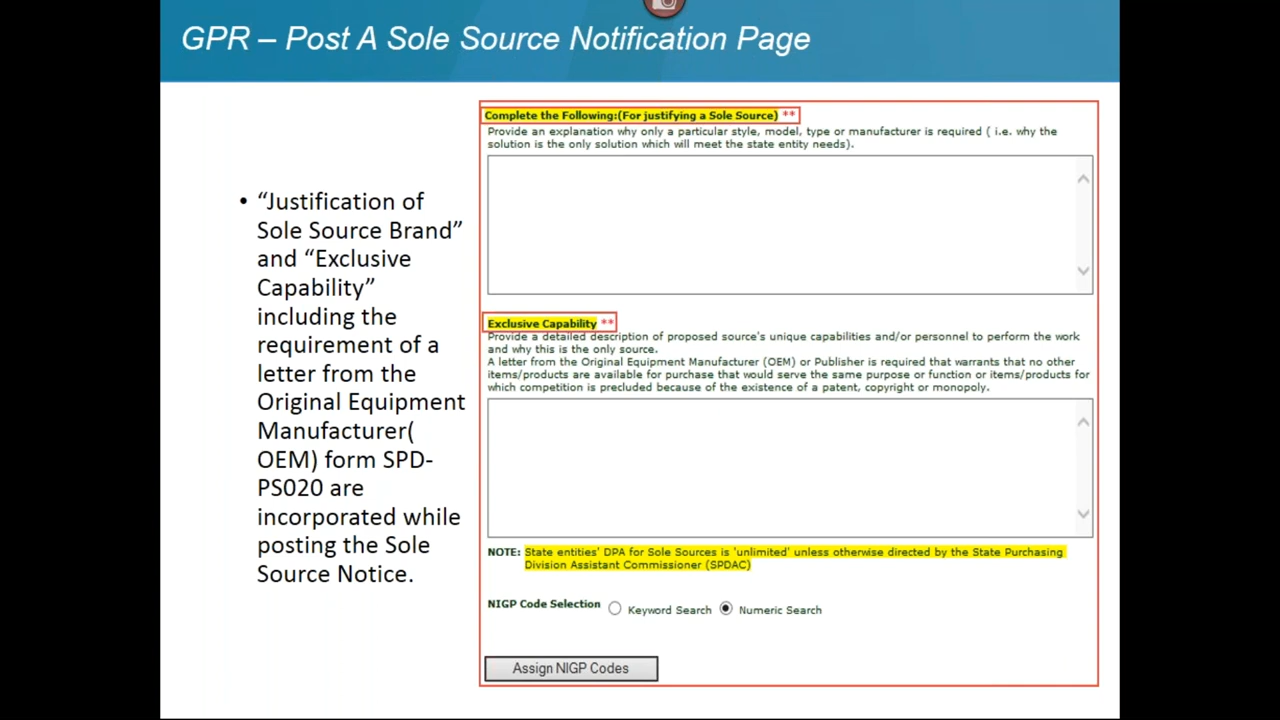 GPR – Post A Sole Source Notification Page
• “Justification of
Sole Source Brand”
and “Exclusive
Capability”
including the
requirement of a
letter from the
Original Equipment
Manufacturer(
OEM) form SPD-
PS020 are
incorporated while
posting the Sole
Source Notice.
Complete the Following:(For justifying a Sole Source) **
Provide an explanation why only a particular style, model, type or manufacturer is required ( i.e. why the
solution is the only solution which will meet the state entity needs).
Exclusive Capability **
Provide a detailed description of proposed source's unique capabilities and/or personnel to perform the work
and why this is the only source.
A letter from the Original Equipment Manufacturer (OEM) or Publisher is required that warrants that no other
items/products are available for purchase that would serve the same purpose or function or items/products for
which competition is precluded because of the existence of a patent, copyright or monopoly.
NOTE: State entities' DPA for Sole Sources is 'unlimited' unless otherwise directed by the State Purchasing
Division Assistant Commissioner (SPDAC)
NIGP Code Selection Keyword Search Numeric Search
Assign NIGP Codes